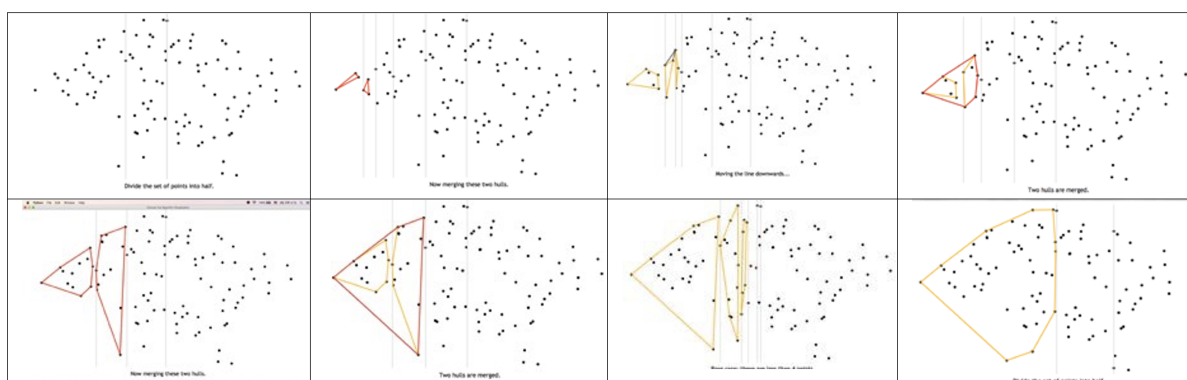 Divide the set of points into half.
Now merging these two hulls.
Moving the line downwards...
Two hulls are merged.
Now merging these two hulls.
Two hulls are merged.